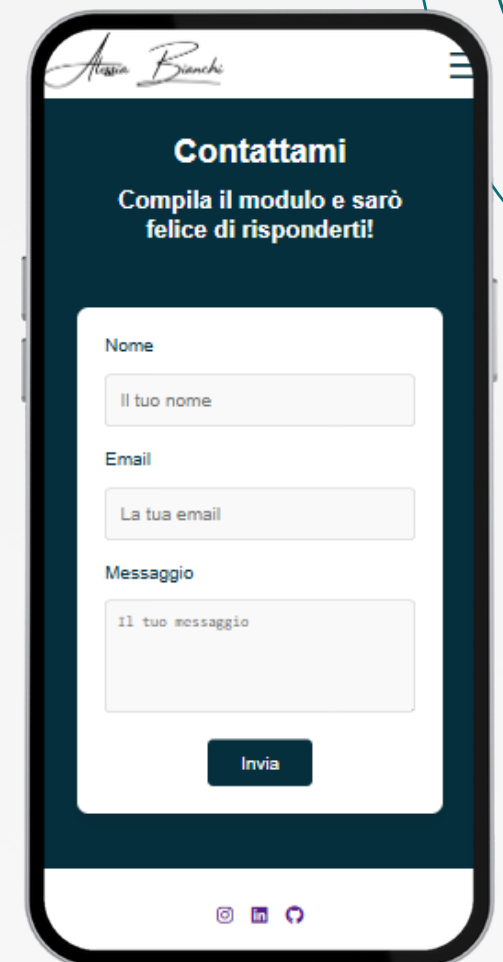 Alessia Bianchi
Contattami
Compila il modulo e sarò
felice di risponderti!
Nome
Il tuo nome
Email
La tua email
Messaggio
Il tuo messaggio
Invia